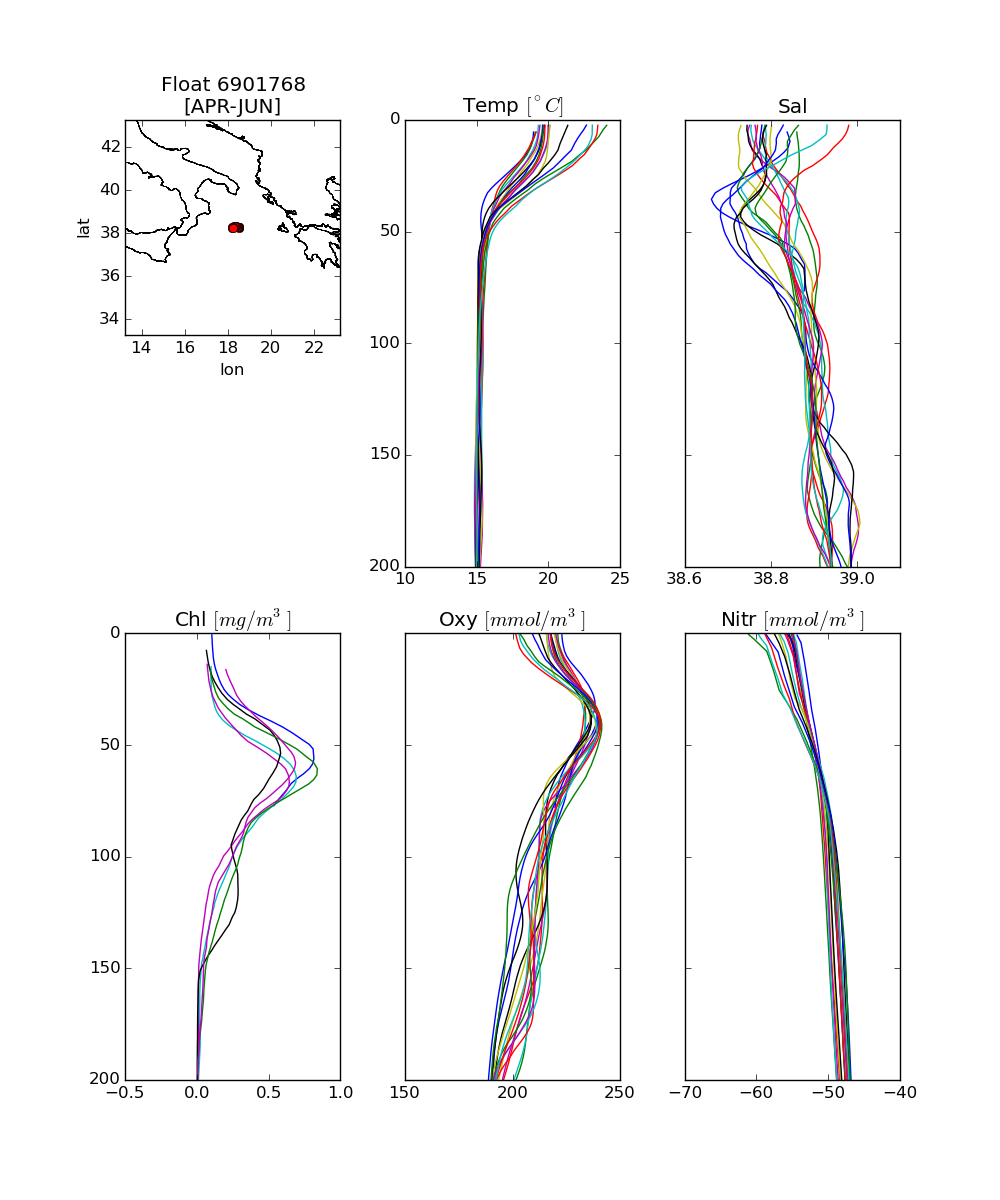 Float 6901768
[APR-JUN]
42
40
38
36
34
14 16 18 20 22
lat
lon
Temp [°C]
0
50
100
150
200
10 15 20 25
Sal
38.6 38.8 39.0
Chl [mg/m³]
0
50
100
150
200
−0.5 0.0 0.5 1.0
Oxy [mmol/m³]
150 200 250
Nitr [mmol/m³]
−70 −60 −50 −40